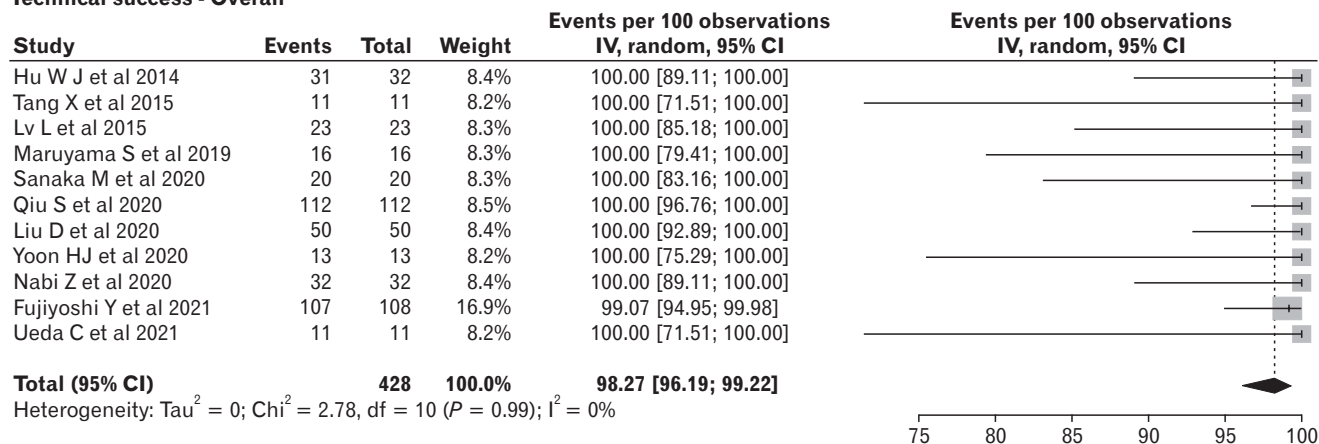 Technical success - Overall
Events per 100 observations Events per 100 observations
Study Events Total Weight IV, random, 95% CI IV, random, 95% CI
Hu W J et al 2014 31 32 8.4% 100.00 [89.11; 100.00]
Tang X et al 2015 11 11 8.2% 100.00 [71.51; 100.00]
Lv L et al 2015 23 23 8.3% 100.00 [85.18; 100.00]
Maruyama S et al 2019 16 16 8.3% 100.00 [79.41; 100.00]
Sanaka M et al 2020 20 20 8.3% 100.00 [83.16; 100.00]
Qiu S et al 2020 112 112 8.5% 100.00 [96.76; 100.00]
Liu D et al 2020 50 50 8.4% 100.00 [92.89; 100.00]
Yoon HJ et al 2020 13 13 8.2% 100.00 [75.29; 100.00]
Nabi Z et al 2020 32 32 8.4% 100.00 [89.11; 100.00]
Fujiyoshi Y et al 2021 107 108 16.9% 99.07 [94.95; 99.98]
Ueda C et al 2021 11 11 8.2% 100.00 [71.51; 100.00]
Total (95% CI) 428 100.0% 98.27 [96.19; 99.22]
Heterogeneity: Tau² = 0; Chi² = 2.78, df = 10 (P = 0.99); I² = 0%
75 80 85 90 95 100